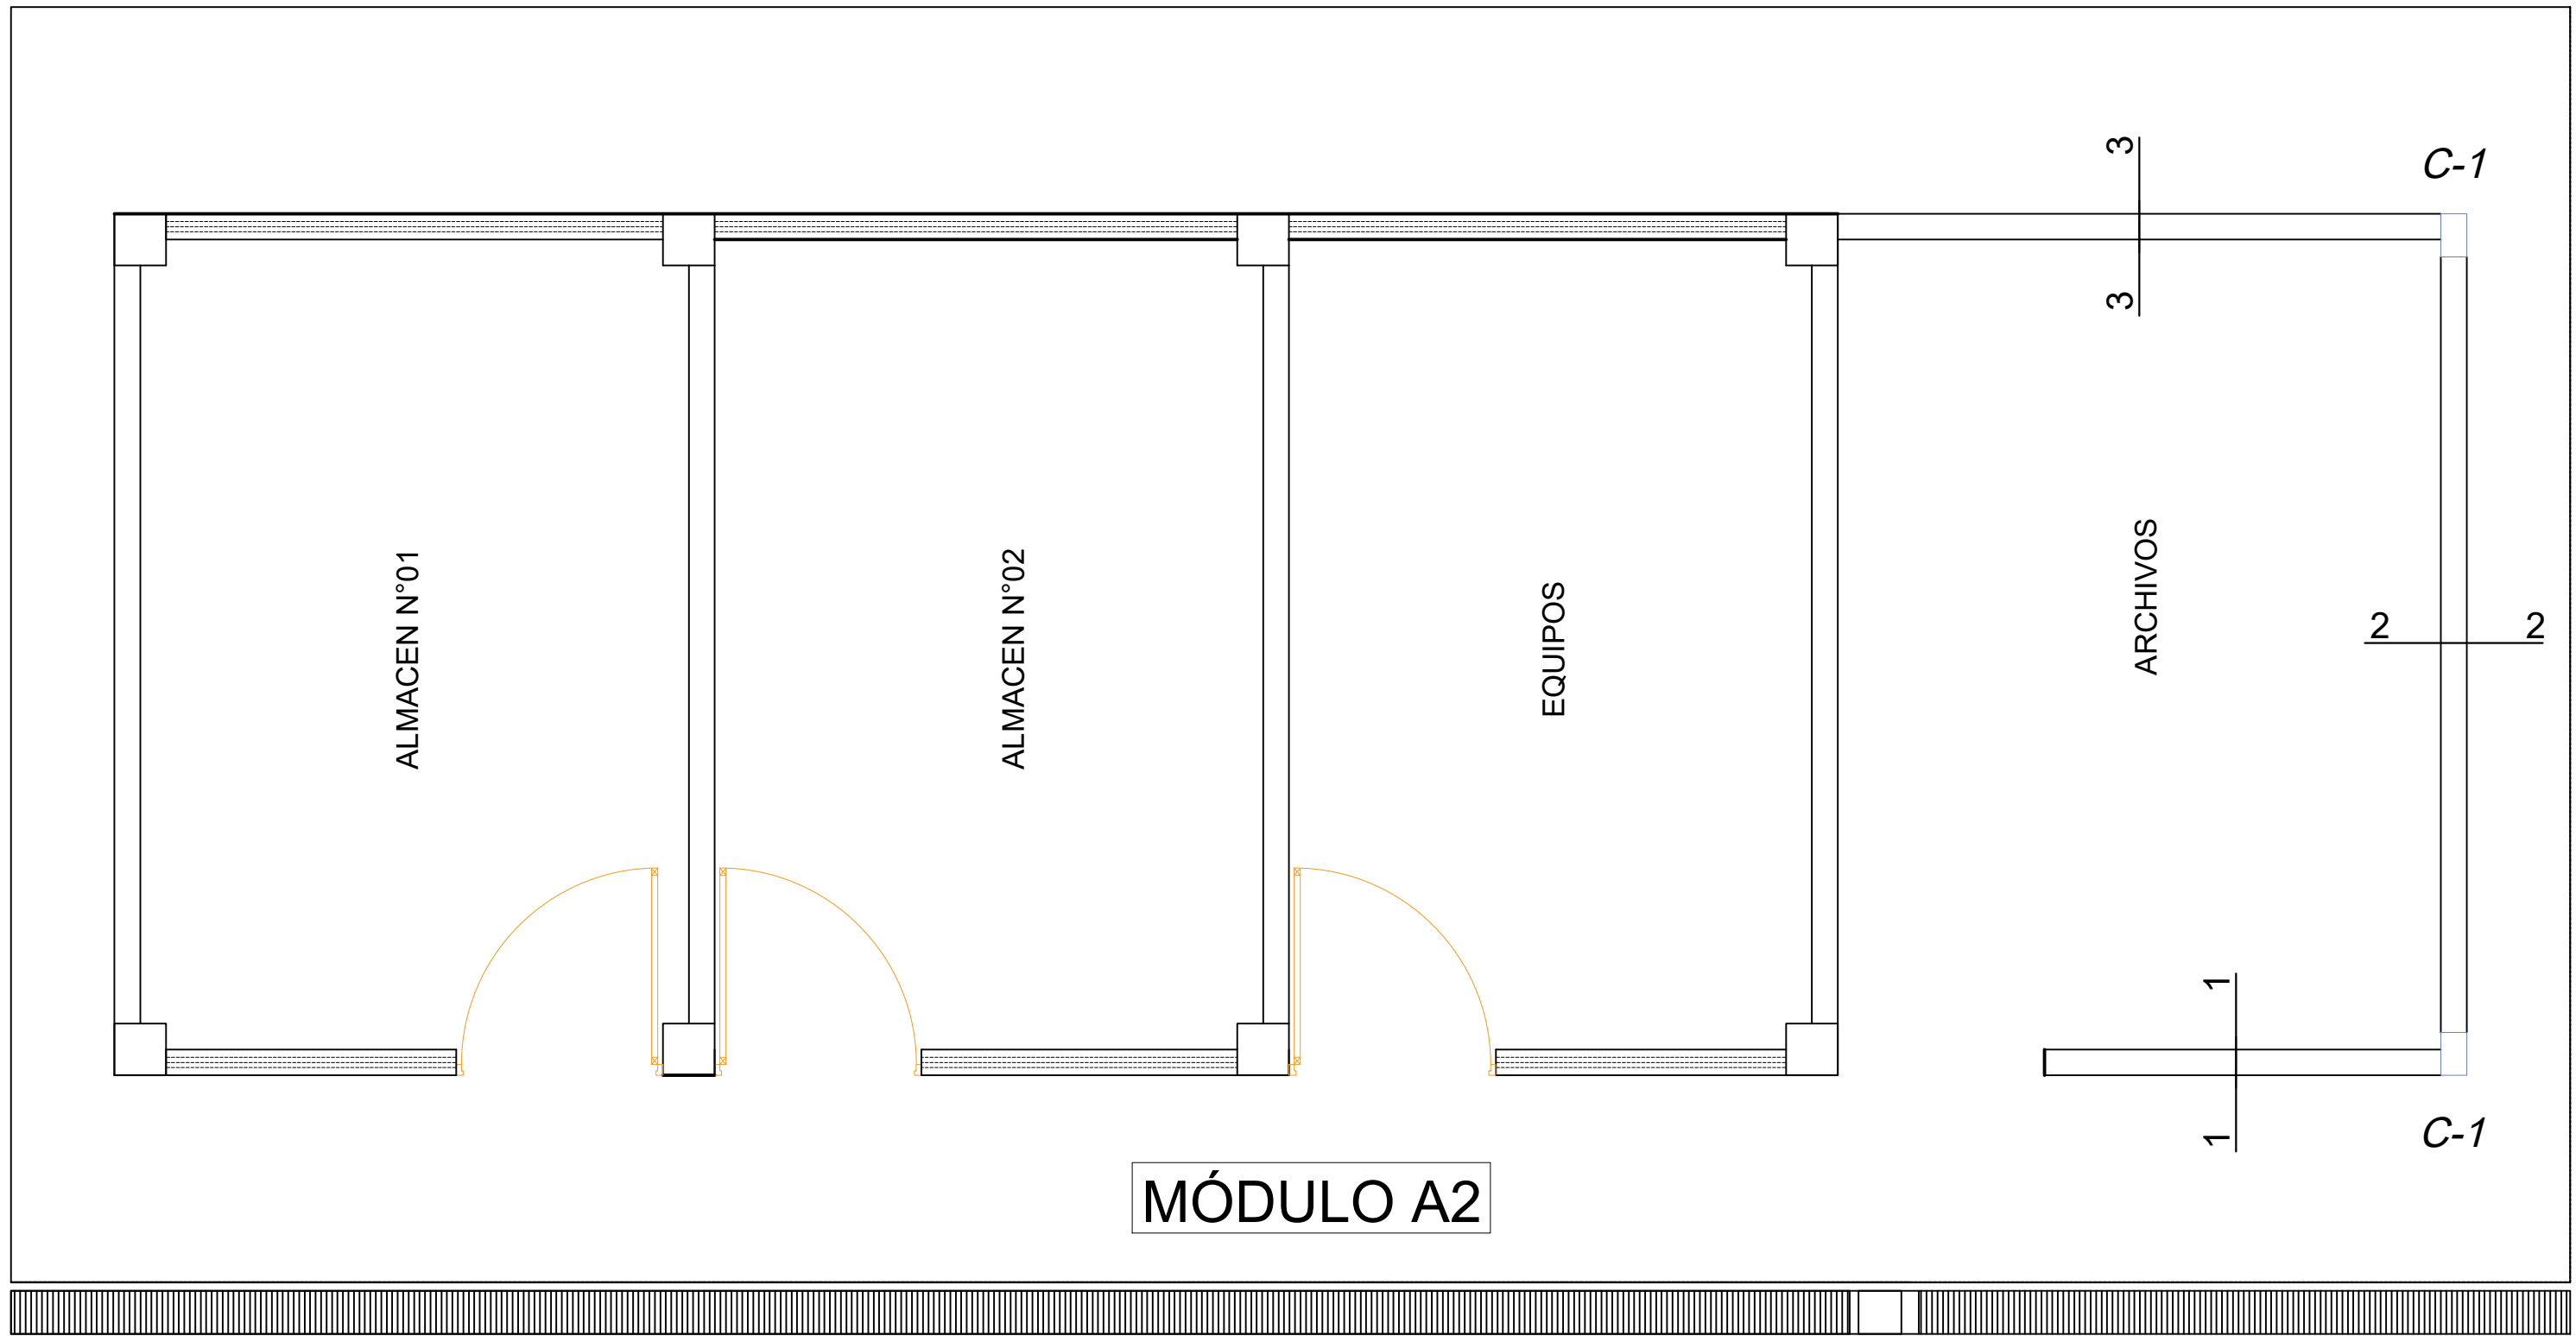 3
C-1
3
ALMACEN N°01
ALMACEN N°02
EQUIPOS
ARCHIVOS
2 2
1
1
C-1
MÓDULO A2